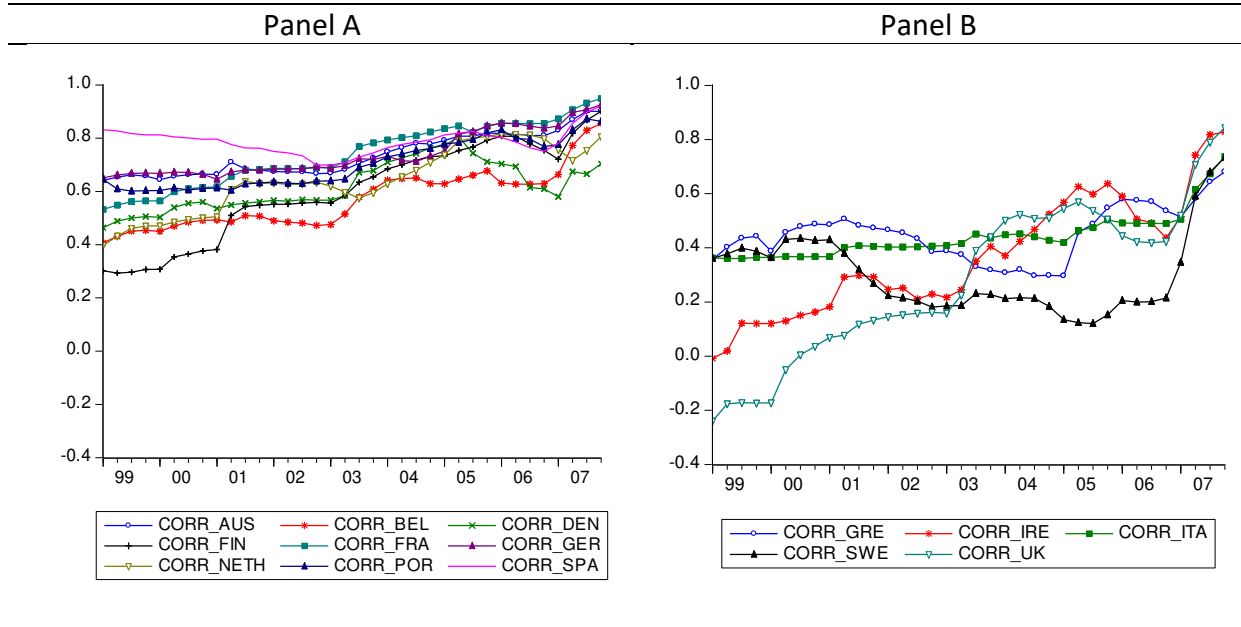 Panel A Panel B
1.0
0.8
0.6
0.4
0.2
0.0
-0.2
-0.4
99 00 01 02 03 04 05 06 07
CORR_AUS CORR_BEL CORR_DEN
CORR_FIN CORR_FRA CORR_GER
CORR_NETH CORR_POR CORR_SPA
1.0
0.8
0.6
0.4
0.2
0.0
-0.2
-0.4
99 00 01 02 03 04 05 06 07
CORR_GRE CORR_IRE CORR_ITA
CORR_SWE CORR_UK